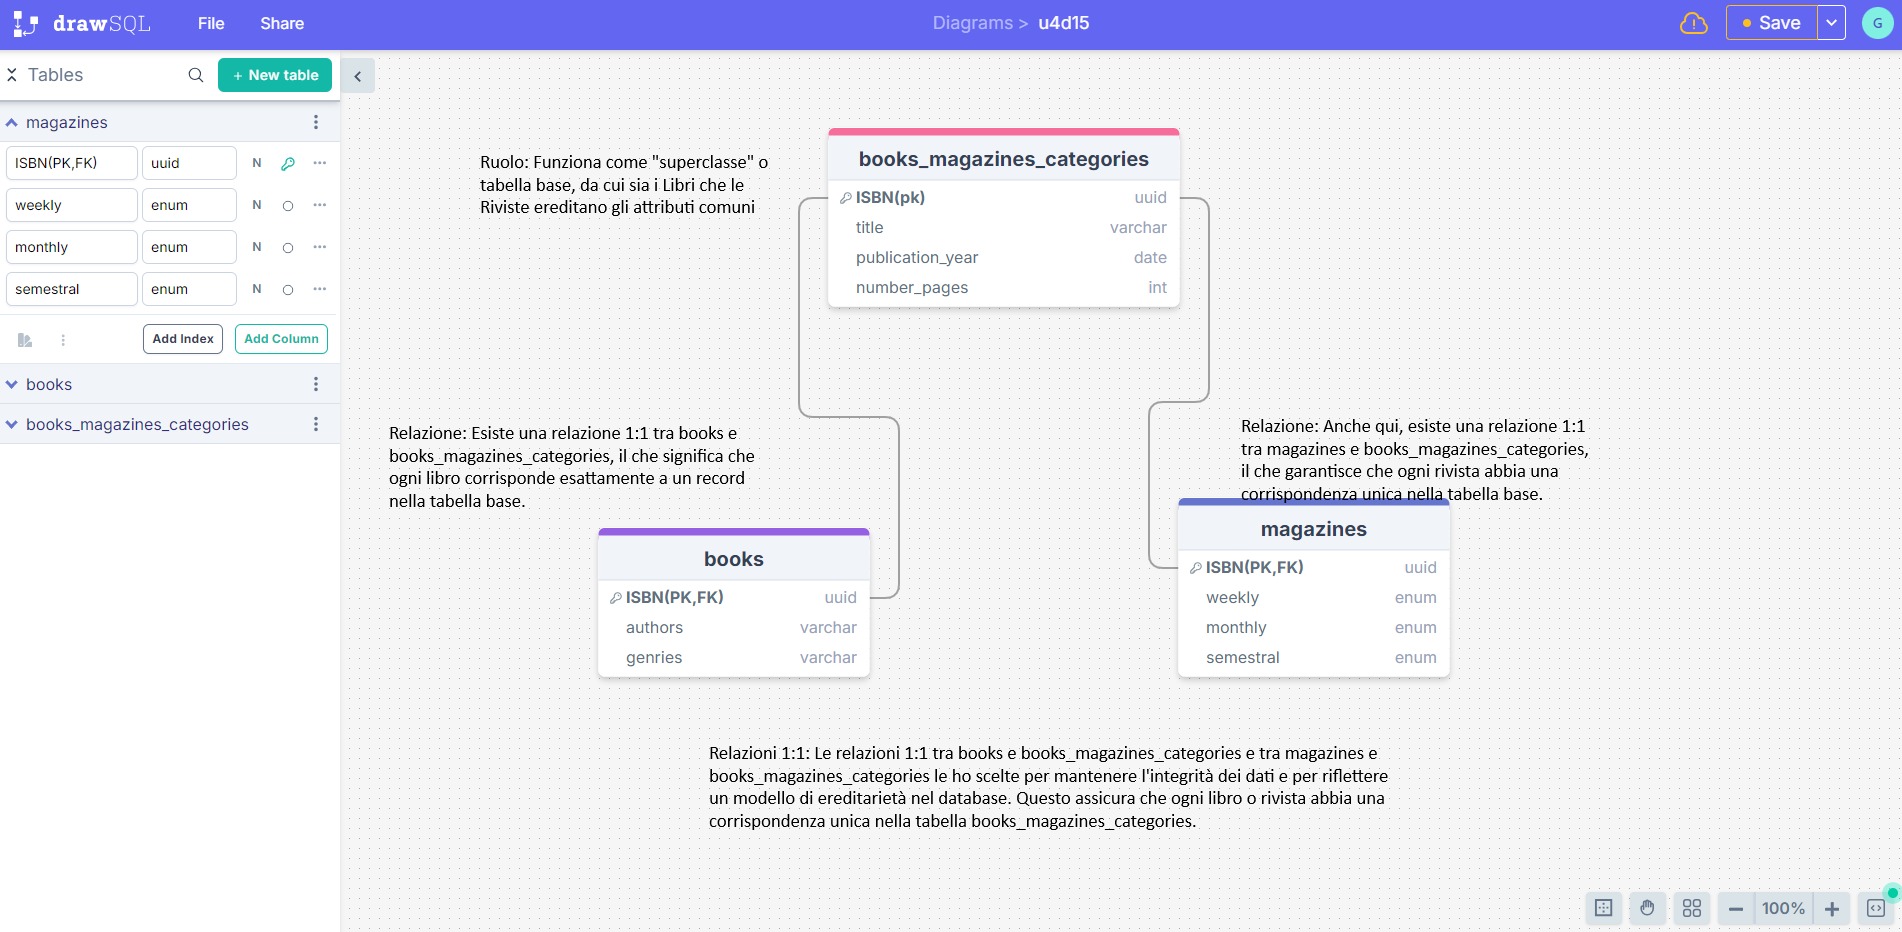 drawSQL
File
Share
Diagrams > u4d15
Save
G
Tables
+ New table
magazines
ISBN(PK,FK) uuid N
weekly enum N
monthly enum N
semestral enum N
Add Index
Add Column
books
books_magazines_categories
Ruolo: Funziona come "superclasse" o
tabella base, da cui sia i Libri che le
Riviste ereditano gli attributi comuni
books_magazines_categories
ISBN(pk) uuid
title varchar
publication_year date
number_pages int
Relazione: Esiste una relazione 1:1 tra books e
books_magazines_categories, il che significa che
ogni libro corrisponde esattamente a un record
nella tabella base.
Relazione: Anche qui, esiste una relazione 1:1
tra magazines e books_magazines_categories,
il che garantisce che ogni rivista abbia una
corrispondenza unica nella tabella base.
books
ISBN(PK,FK) uuid
authors varchar
genries varchar
magazines
ISBN(PK,FK) uuid
weekly enum
monthly enum
semestral enum
Relazioni 1:1: Le relazioni 1:1 tra books e books_magazines_categories e tra magazines e
books_magazines_categories le ho scelte per mantenere l'integrità dei dati e per riflettere
un modello di ereditarietà nel database. Questo assicura che ogni libro o rivista abbia una
corrispondenza unica nella tabella books_magazines_categories.
100%